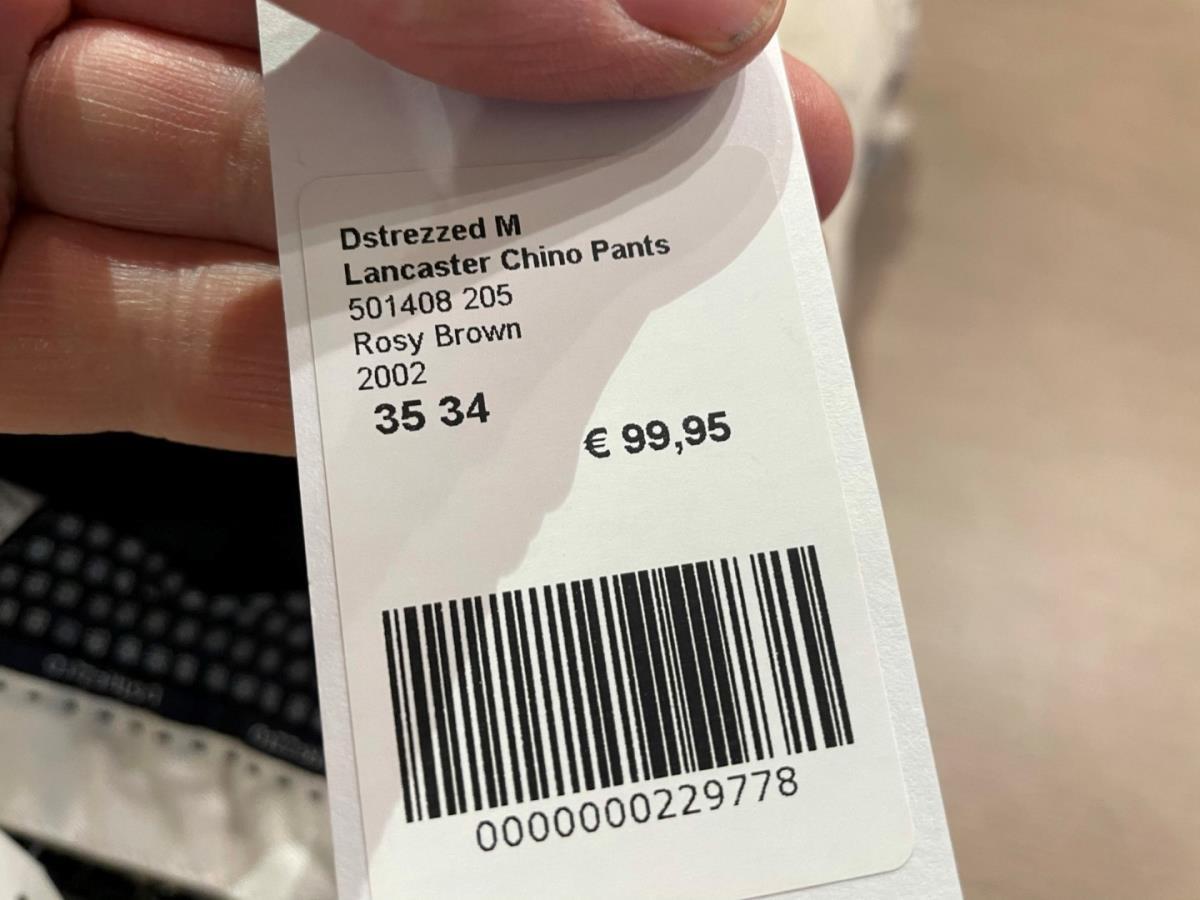 Dstrezzed M
Lancaster Chino Pants
501408 205
Rosy Brown
2002
35 34
€ 99,95
0000000229778